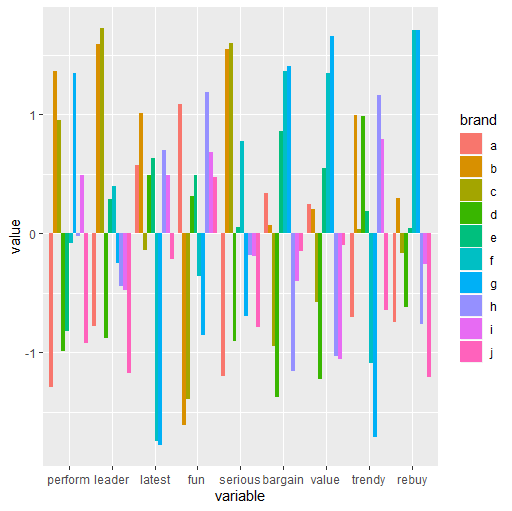 value
1
0
-1
perform leader latest fun serious bargain value trendy rebuy
variable
brand
a
b
c
d
e
f
g
h
i
j